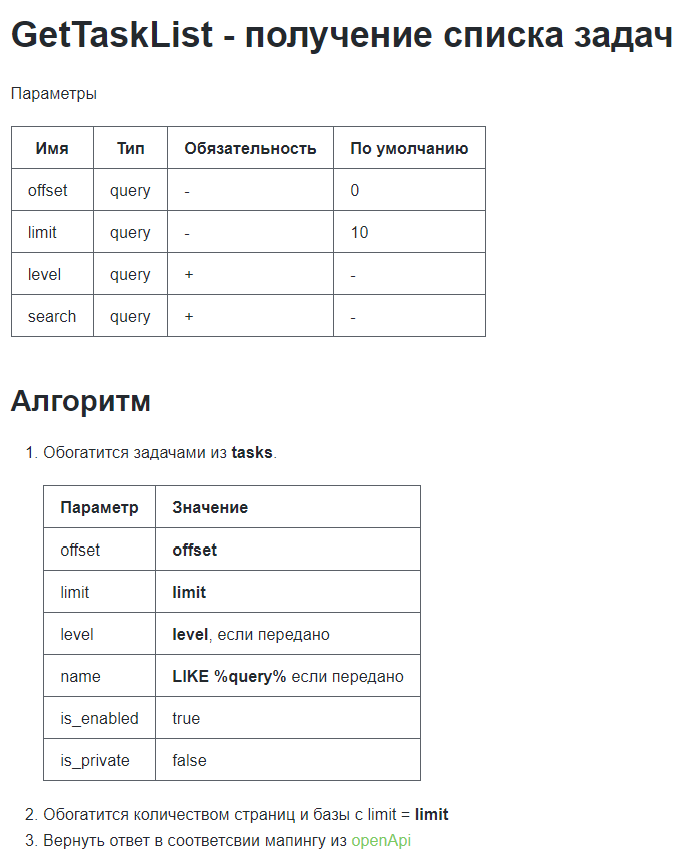 GetTaskList - получение списка задач
Параметры
Имя Тип Обязательность По умолчанию
offset query - 0
limit query - 10
level query + -
search query + -
Алгоритм
1. Обогатится задачами из tasks.
Параметр Значение
offset offset
limit limit
level level, если передано
name LIKE %query% если передано
is_enabled true
is_private false
2. Обогатится количеством страниц и базы с limit = limit
3. Вернуть ответ в соответсвии мапингу из openApi